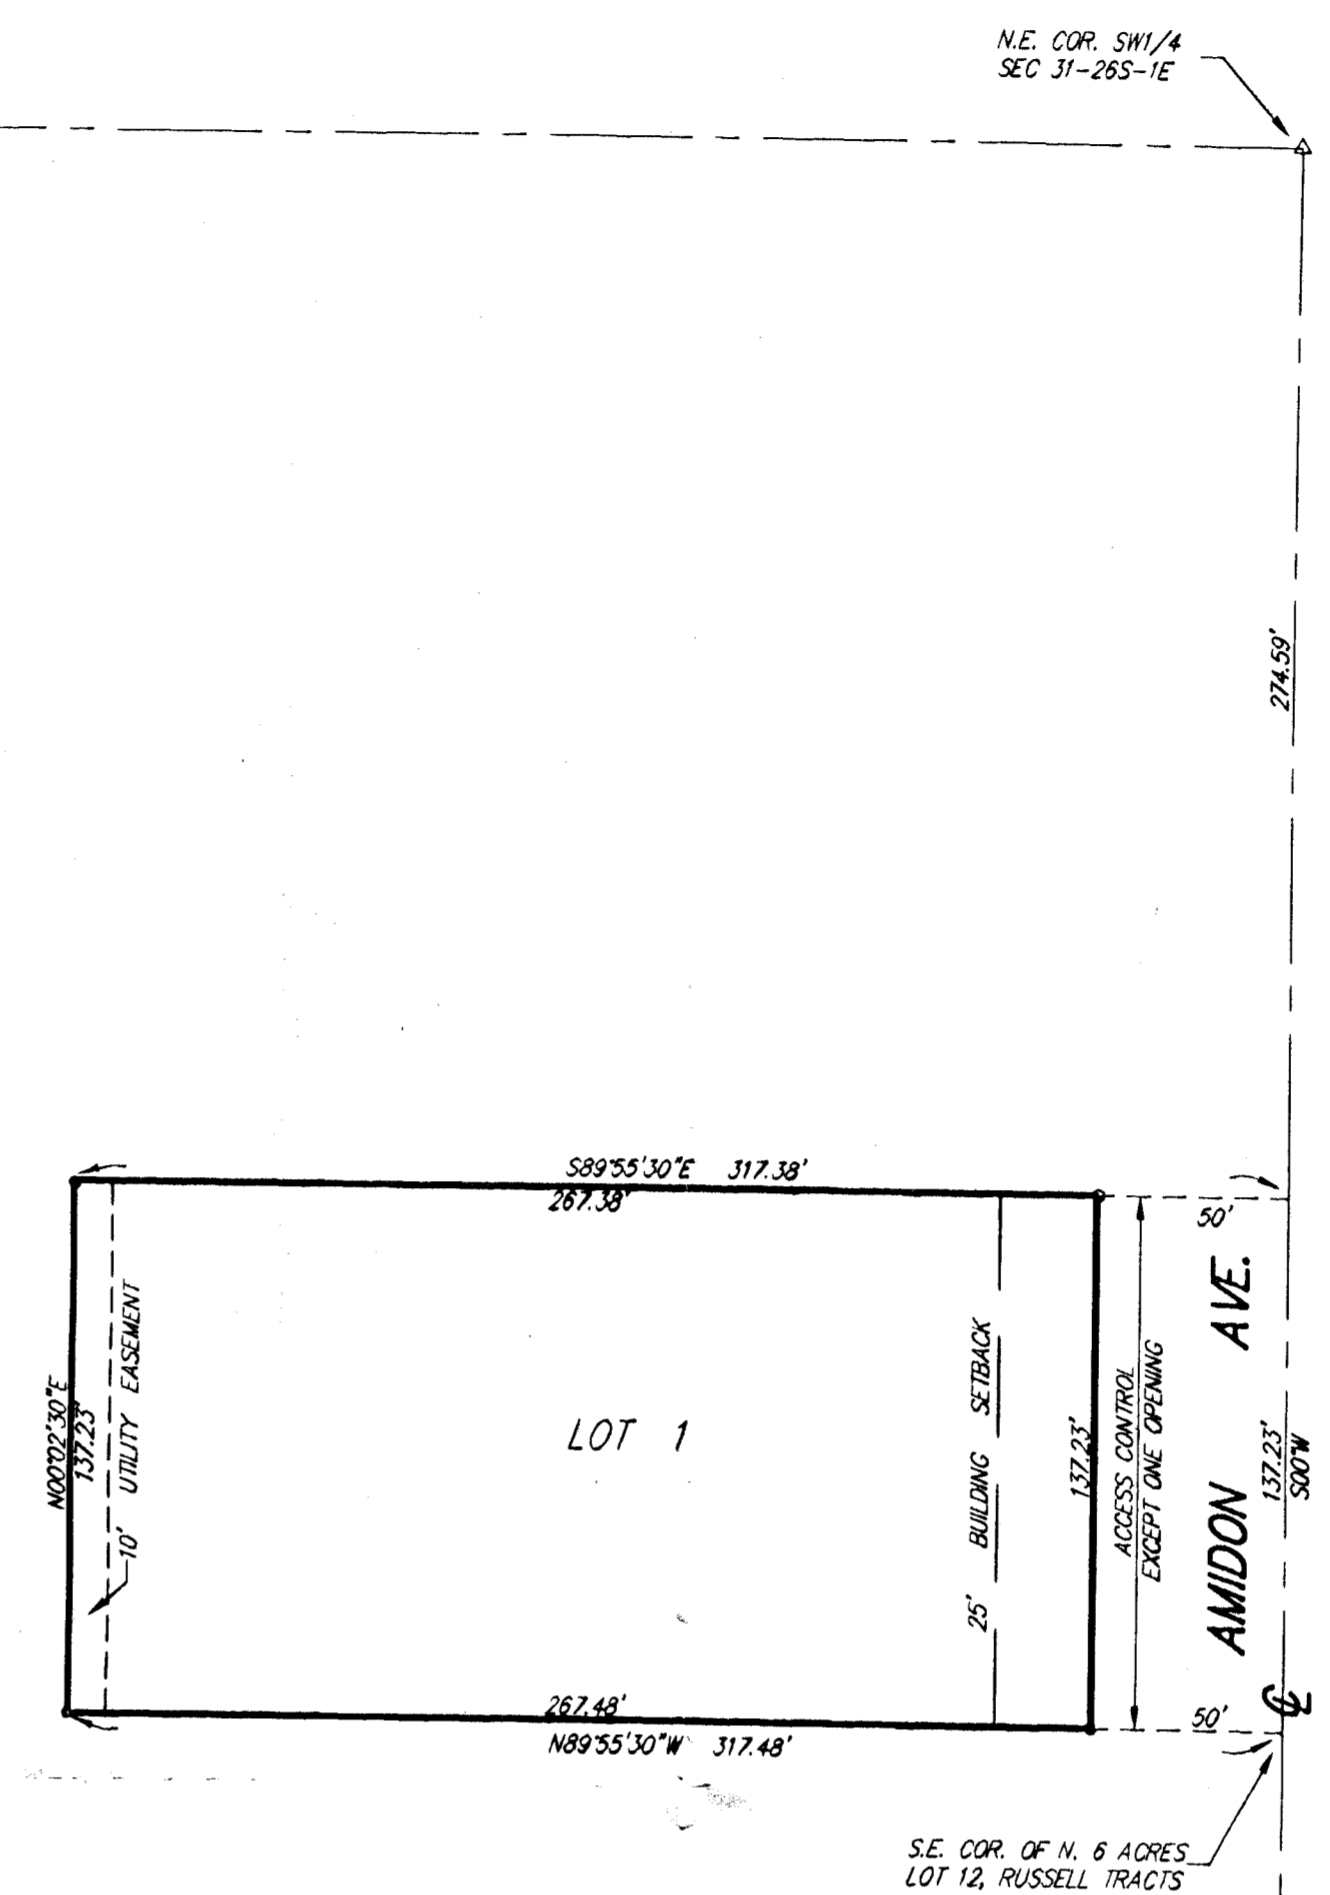 N.E. COR. SW1/4
SEC 31-26S-1E
274.59'
S89°55'30"E 317.38'
267.38'
50'
N00°02'30"E
137.23'
10' UTILITY EASEMENT
LOT 1
25' BUILDING SETBACK
137.23'
ACCESS CONTROL
EXCEPT ONE OPENING
AMIDON AVE.
137.23'
S00°W
267.48'
N89°55'30"W 317.48'
50'
S.E. COR. OF N. 6 ACRES
LOT 12, RUSSELL TRACTS